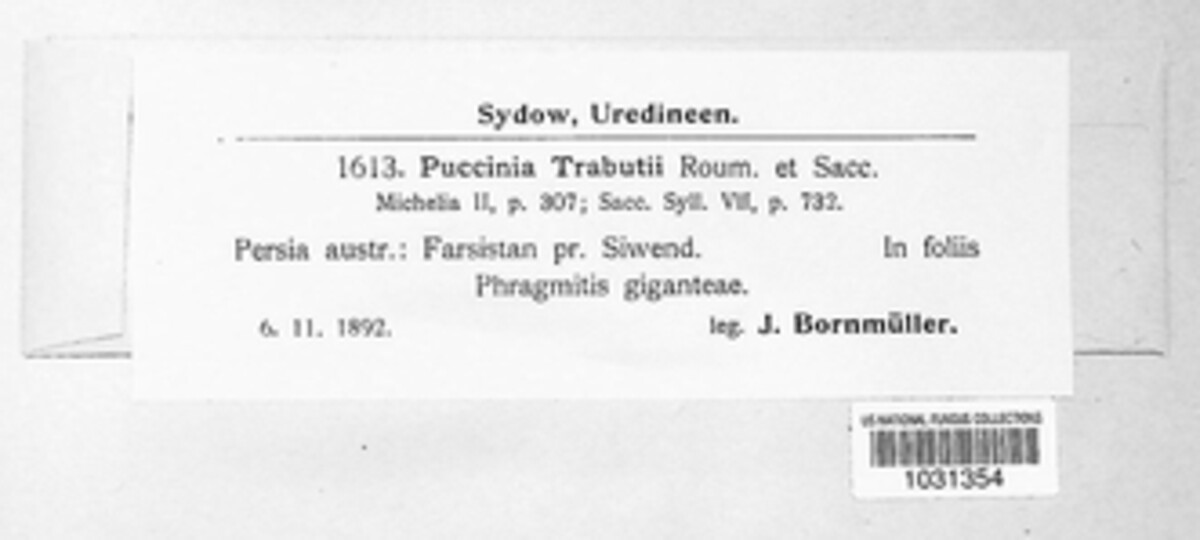 Sydow, Uredineen.
1613. Puccinia Trabutii Roum. et Sacc.
Michelia II, p. 307; Sacc. Syll. VII, p. 732.
Persia austr.: Farsistan pr. Siwend. In foliis
Phragmitis giganteae.
6. 11. 1892. leg. J. Bornmüller.
US NATIONAL FUNGUS COLLECTIONS
1031354